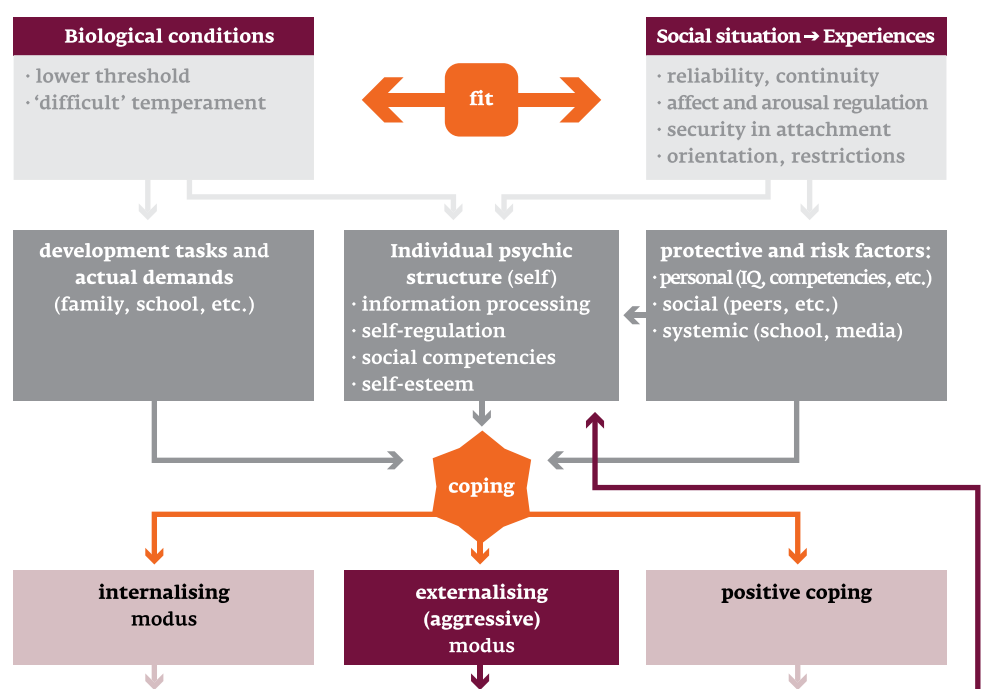 Biological conditions
· lower threshold
· ‘difficult’ temperament
fit
Social situation → Experiences
· reliability, continuity
· affect and arousal regulation
· security in attachment
· orientation, restrictions
development tasks and
actual demands
(family, school, etc.)
Individual psychic
structure (self)
· information processing
· self-regulation
· social competencies
· self-esteem
protective and risk factors:
· personal (IQ, competencies, etc.)
· social (peers, etc.)
· systemic (school, media)
coping
internalising
modus
externalising
(aggressive)
modus
positive coping